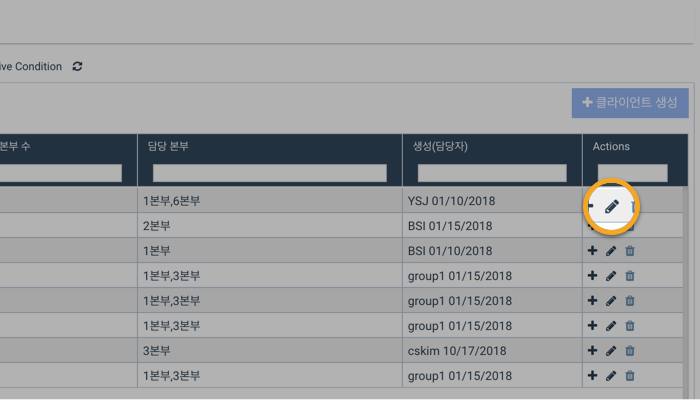 ive Condition
클라이언트 생성
본부 수 담당 본부 생성(담당자) Actions
1본부,6본부 YSJ 01/10/2018
2본부 BSI 01/15/2018
1본부 BSI 01/10/2018
1본부,3본부 group1 01/15/2018
1본부,3본부 group1 01/15/2018
1본부,3본부 group1 01/15/2018
3본부 cskim 10/17/2018
1본부,3본부 group1 01/15/2018